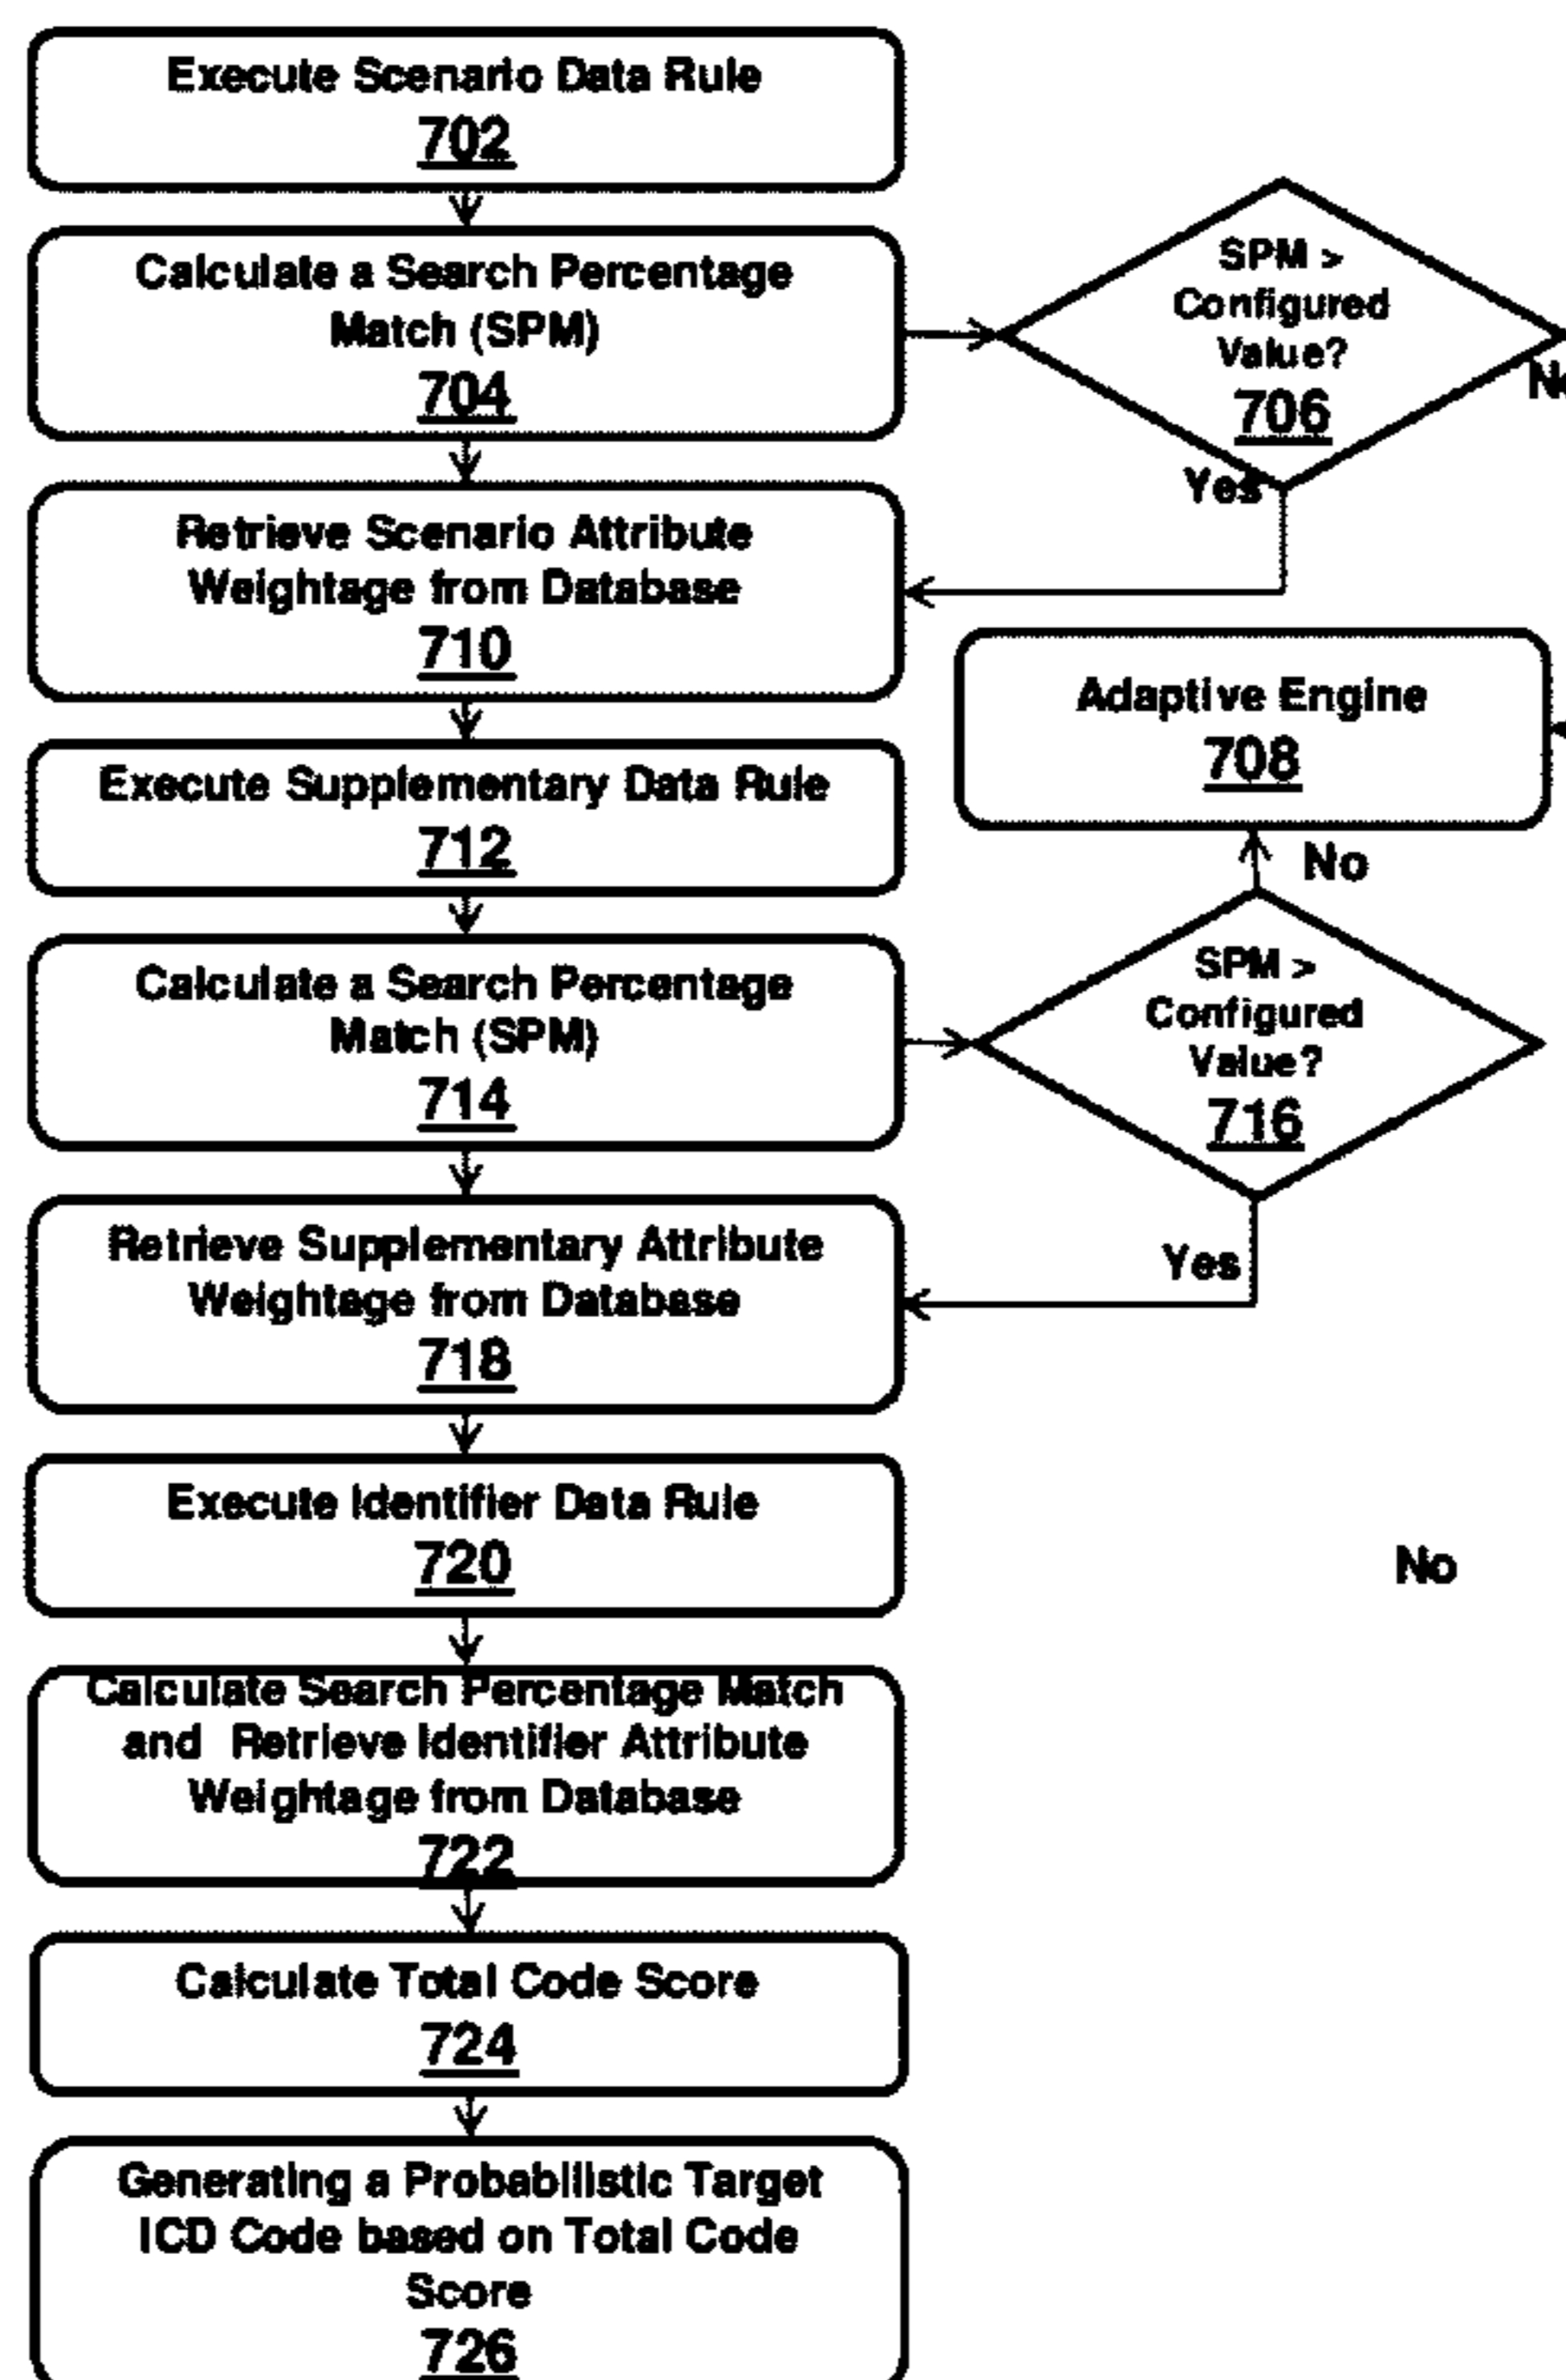 Execute Scenario Data Rule
702
Calculate a Search Percentage
Match (SPM)
704
SPM >
Configured
Value?
706
Yes
Retrieve Scenario Attribute
Weightage from Database
710
Adaptive Engine
708
Execute Supplementary Data Rule
712
No
Calculate a Search Percentage
Match (SPM)
714
SPM >
Configured
Value?
716
Yes
Retrieve Supplementary Attribute
Weightage from Database
718
Execute Identifier Data Rule
720
No
Calculate Search Percentage Match
and Retrieve Identifier Attribute
Weightage from Database
722
Calculate Total Code Score
724
Generating a Probabilistic Target
ICD Code based on Total Code
Score
726